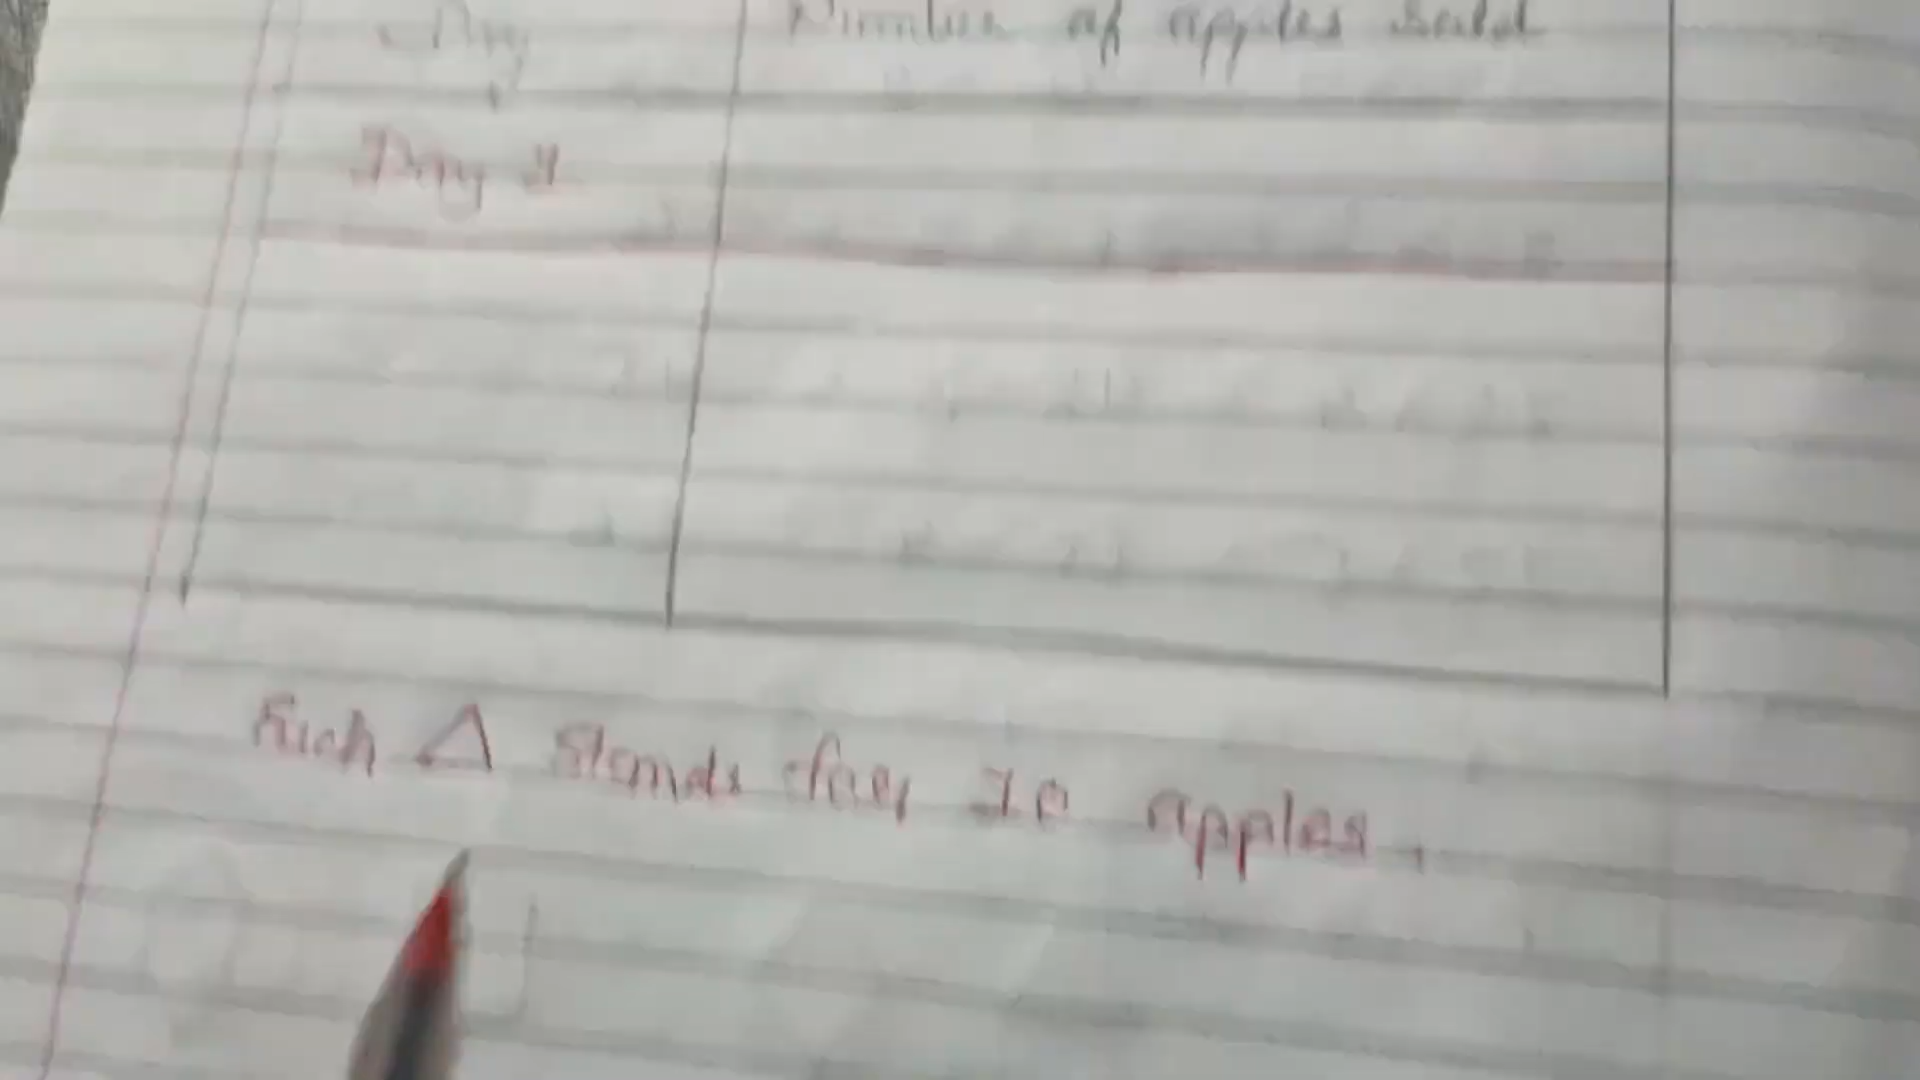 Day Number of apples sold
Day 1
Each △ stands for 10 apples.